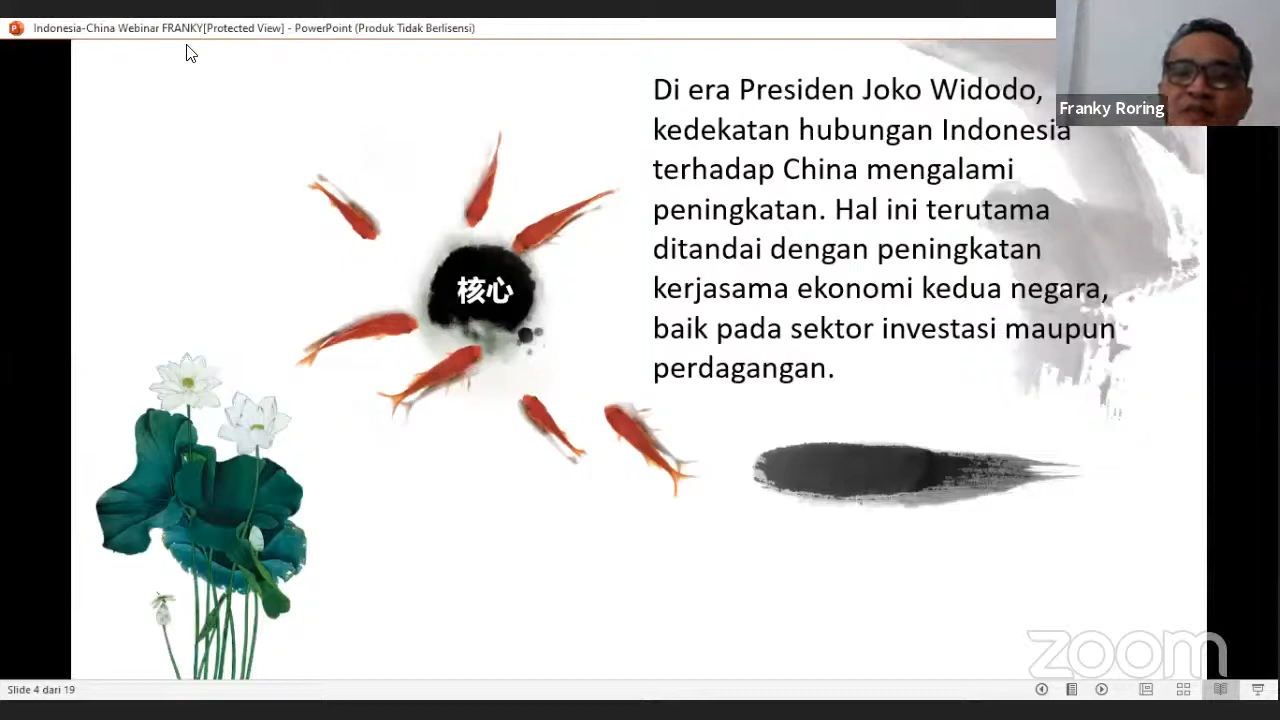 Indonesia-China Webinar FRANKY[Protected View] - PowerPoint (Produk Tidak Berlisensi)
Franky Roring
Di era Presiden Joko Widodo,
kedekatan hubungan Indonesia
terhadap China mengalami
peningkatan. Hal ini terutama
ditandai dengan peningkatan
kerjasama ekonomi kedua negara,
baik pada sektor investasi maupun
perdagangan.
核心
zoom
Slide 4 dari 19